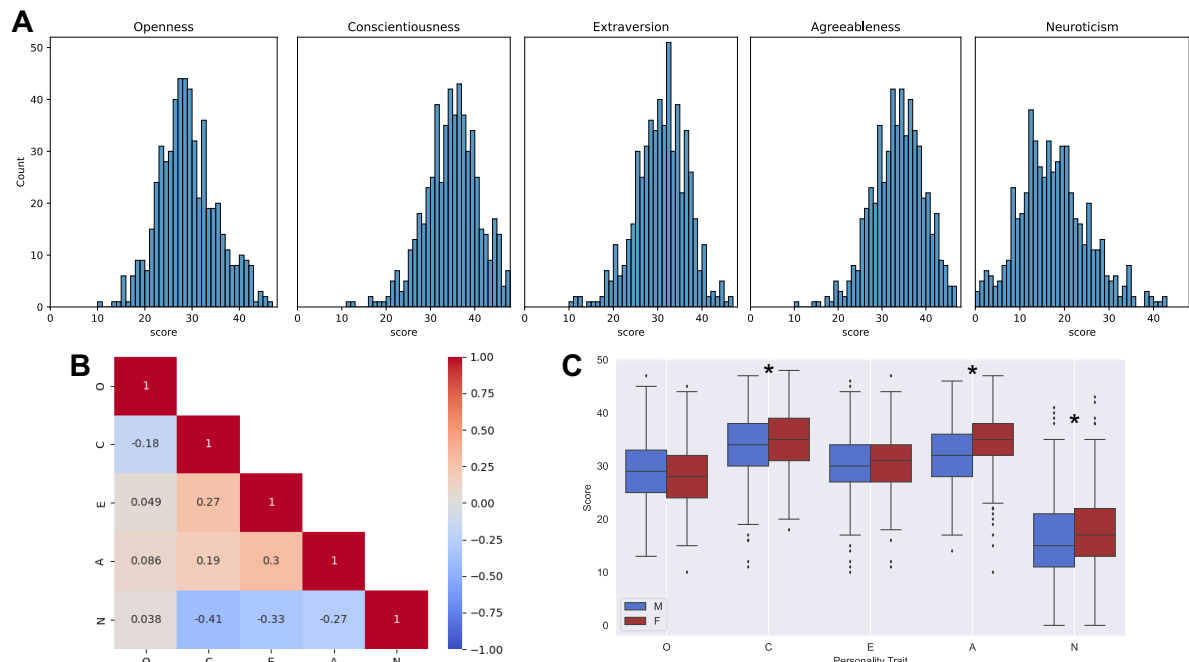 A
Openness
Conscientiousness
Extraversion
Agreeableness
Neuroticism
50
40
30
20
10
0
Count
0 10 20 30 40
score
0 10 20 30 40
score
0 10 20 30 40
score
0 10 20 30 40
score
0 10 20 30 40
score
B
O 1
C -0.18 1
E 0.049 0.27 1
A 0.086 0.19 0.3 1
N 0.038 -0.41 -0.33 -0.27 1
O C E A N
1.00
0.75
0.50
0.25
0.00
-0.25
-0.50
-0.75
-1.00
C
50
40
30
20
10
0
Score
* * *
M
F
O C E A N
Personality Trait